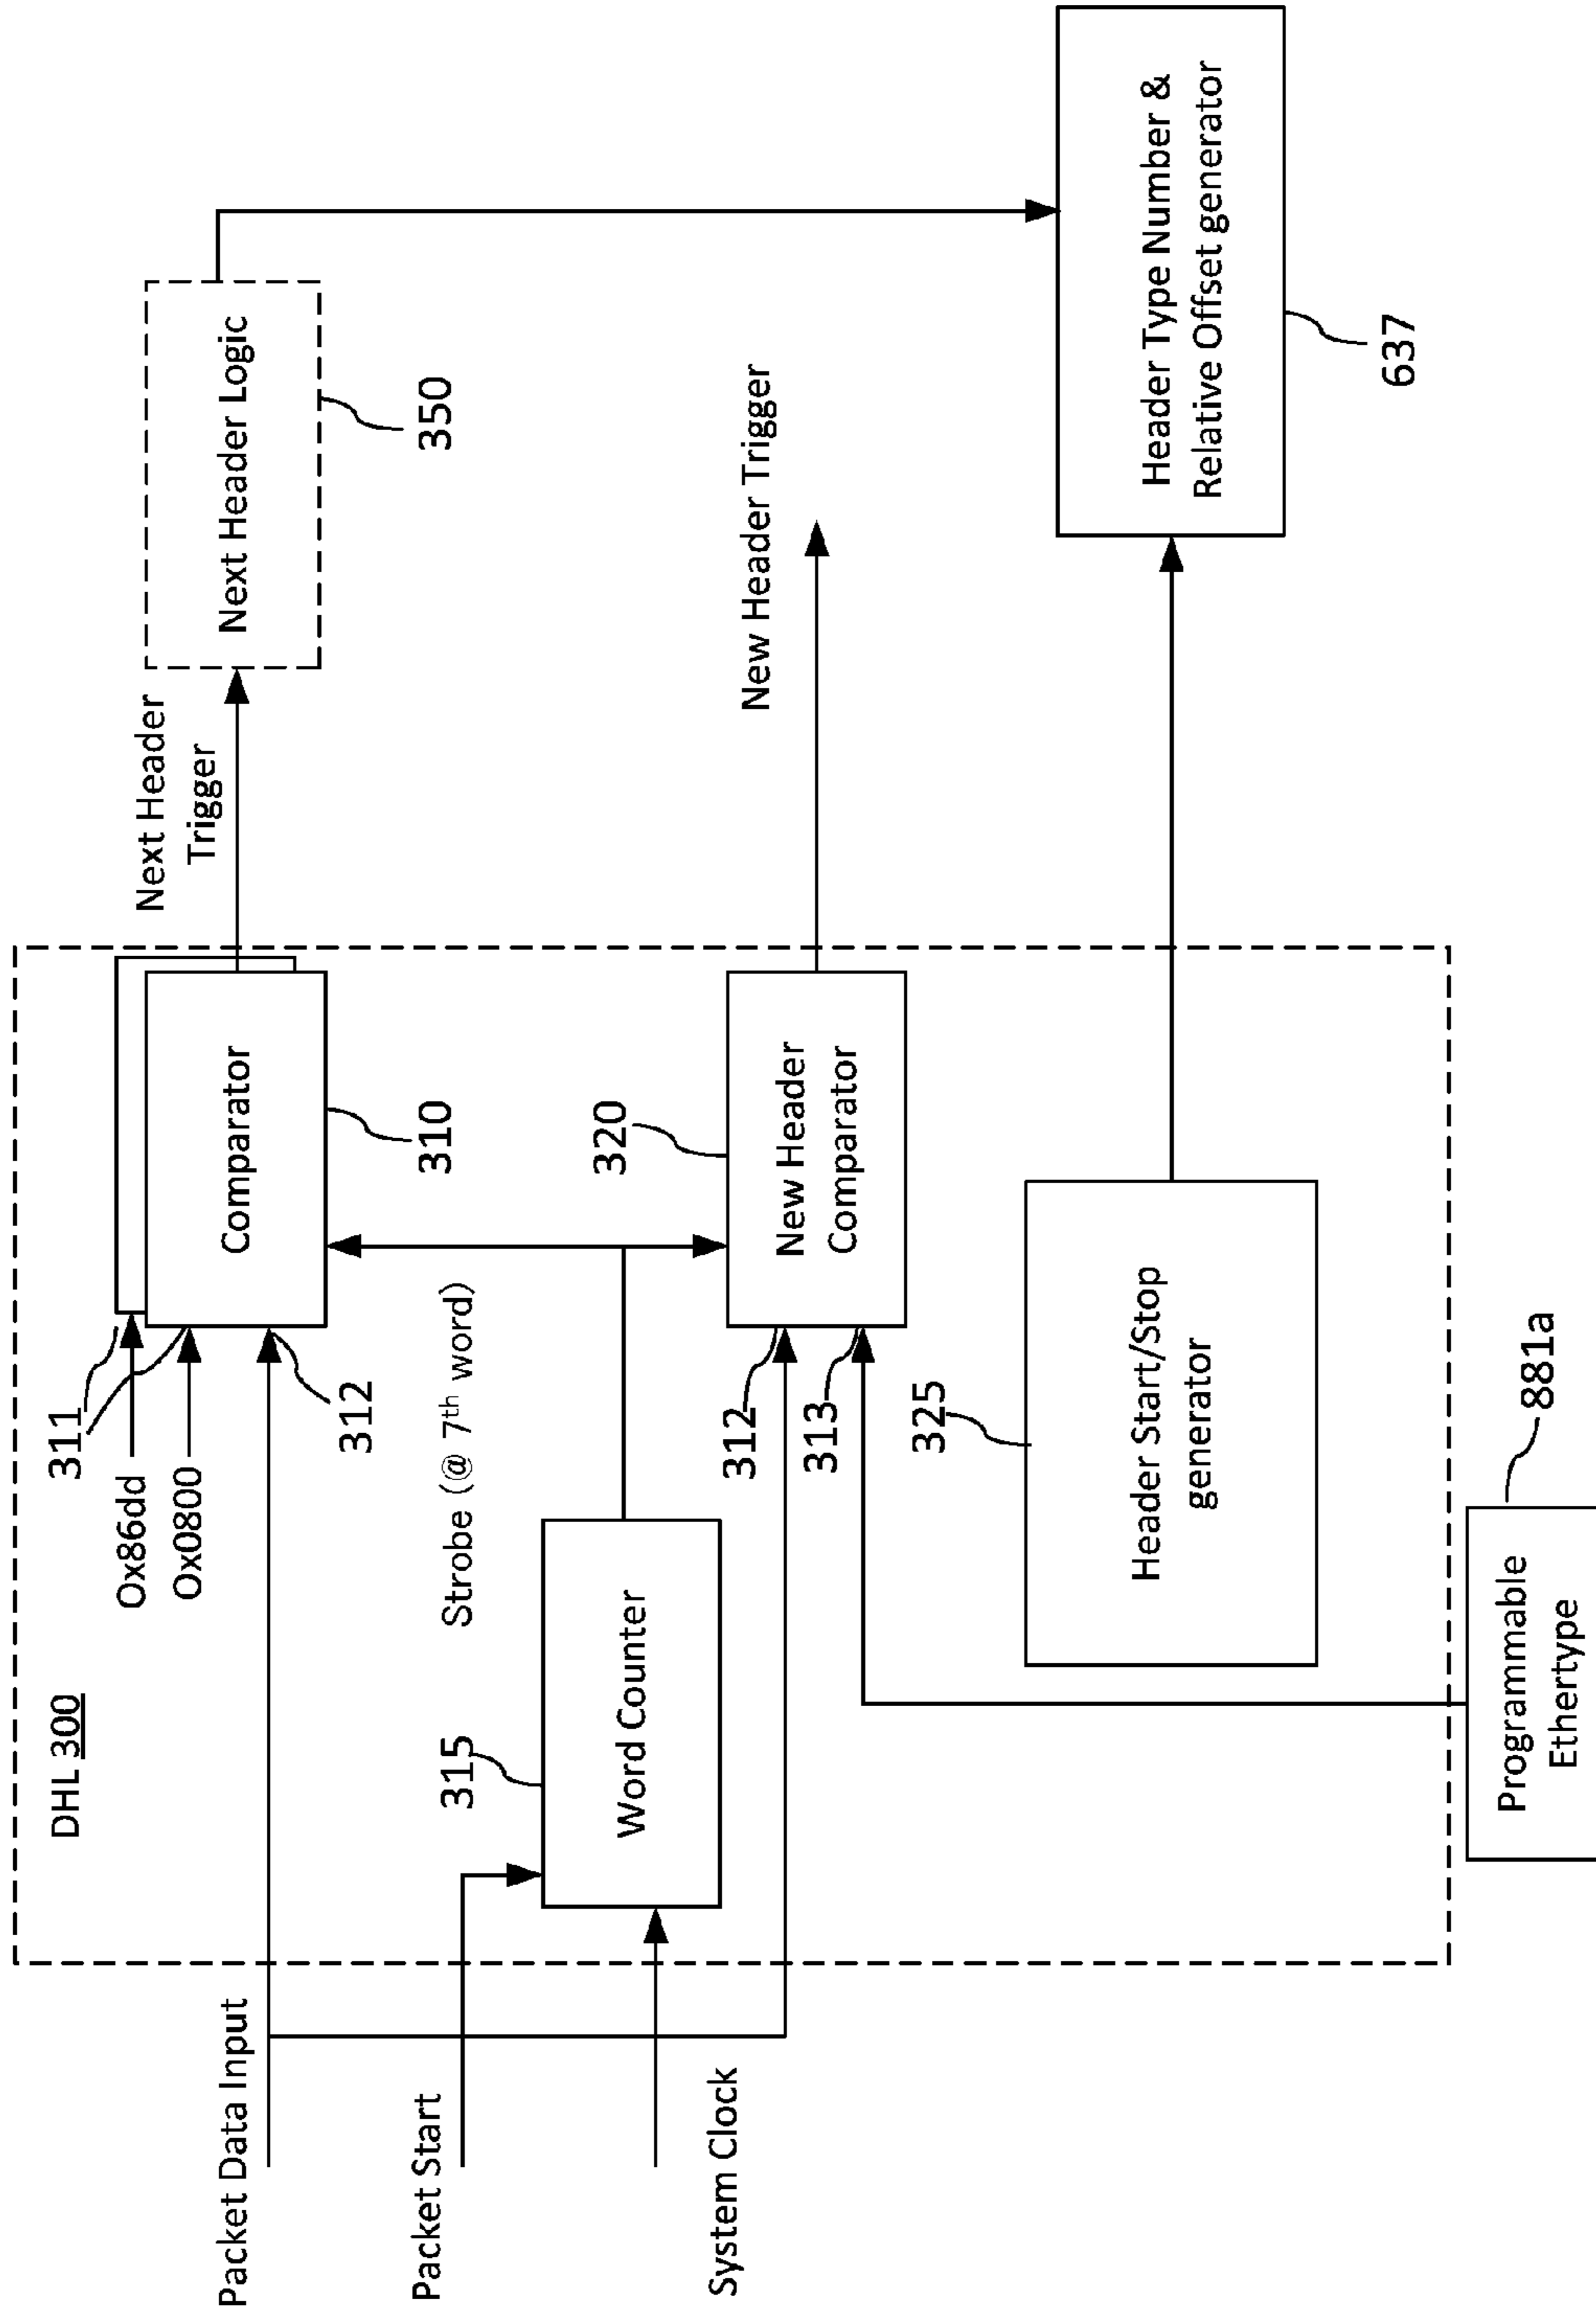 DHL 300
Packet Data Input
Packet Start
System Clock
311
Ox86dd
Ox0800
312
Comparator
310
Next Header
Trigger
Next Header Logic
350
Strobe (@ 7th word)
315
Word Counter
320
312
313
New Header
Comparator
New Header Trigger
325
Header Start/Stop
generator
Header Type Number &
Relative Offset generator
637
Programmable
Ethertype
881a